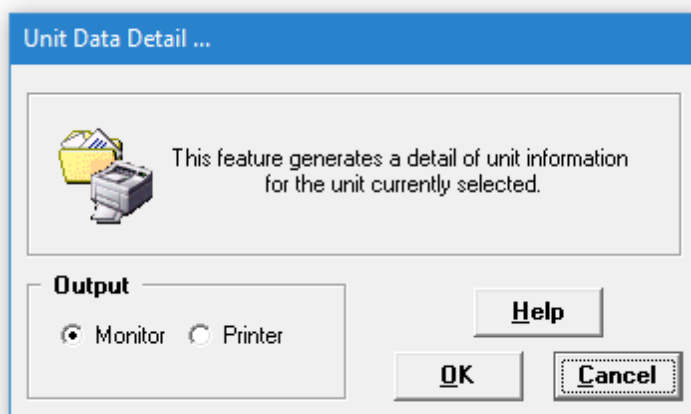 Unit Data Detail ...
This feature generates a detail of unit information
for the unit currently selected.
Output
Monitor Printer
Help
OK Cancel